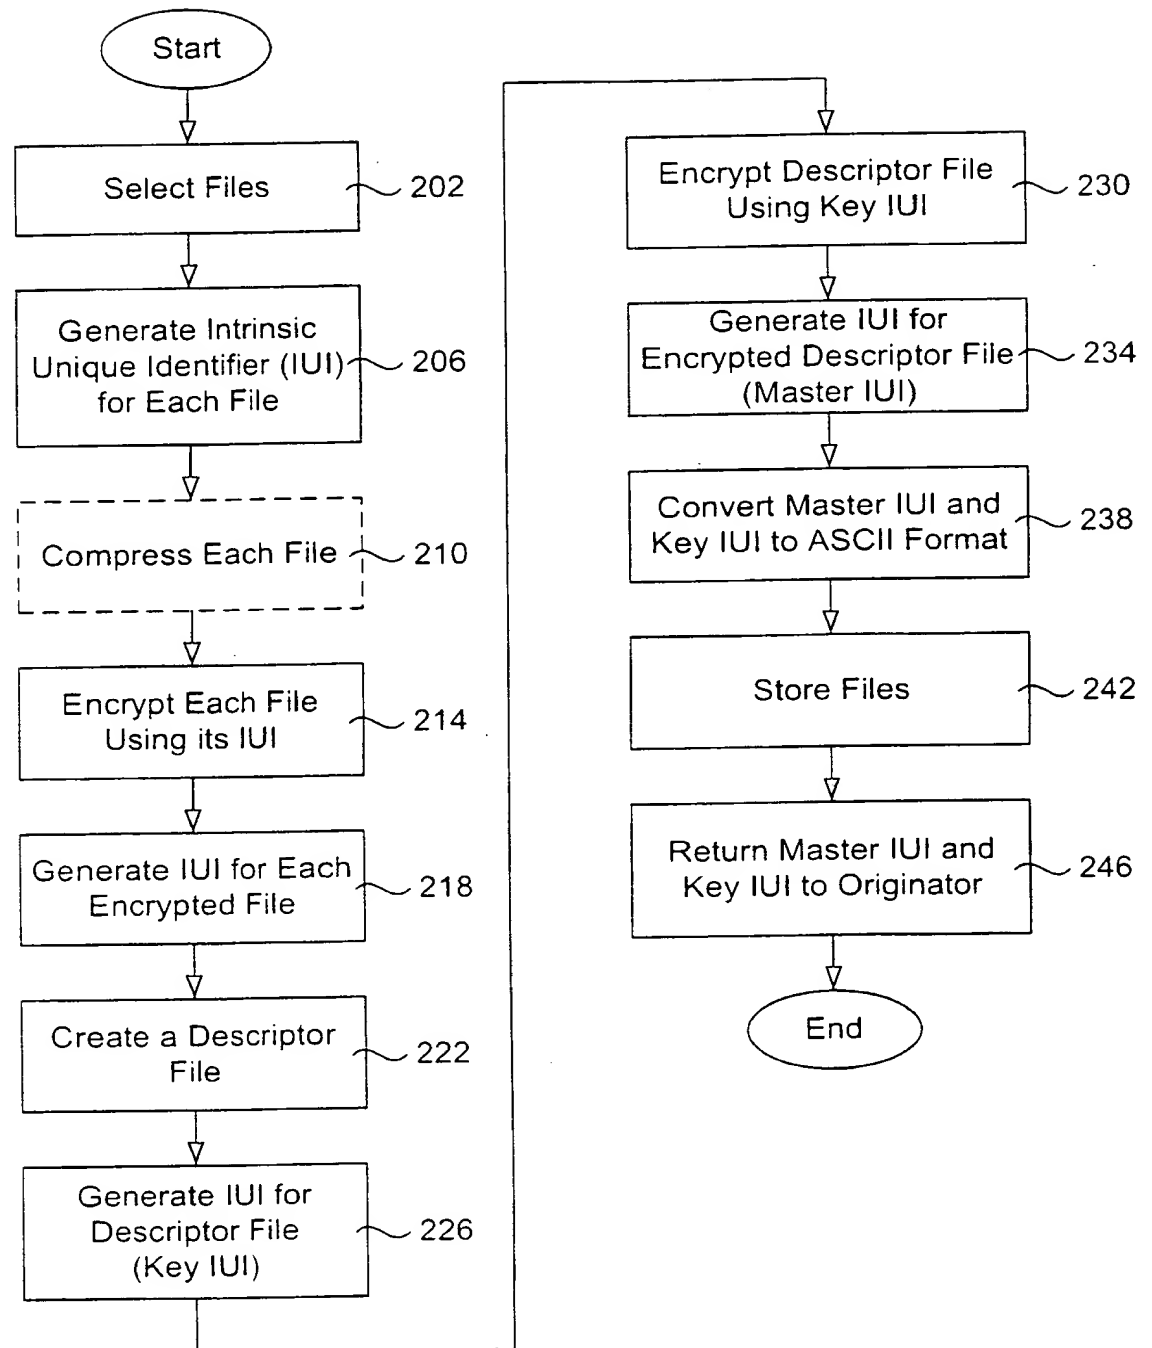 Start
Select Files
202
Generate Intrinsic
Unique Identifier (IUI)
for Each File
206
Compress Each File
210
Encrypt Each File
Using its IUI
214
Generate IUI for Each
Encrypted File
218
Create a Descriptor
File
222
Generate IUI for
Descriptor File
(Key IUI)
226
Encrypt Descriptor File
Using Key IUI
230
Generate IUI for
Encrypted Descriptor File
(Master IUI)
234
Convert Master IUI and
Key IUI to ASCII Format
238
Store Files
242
Return Master IUI and
Key IUI to Originator
246
End